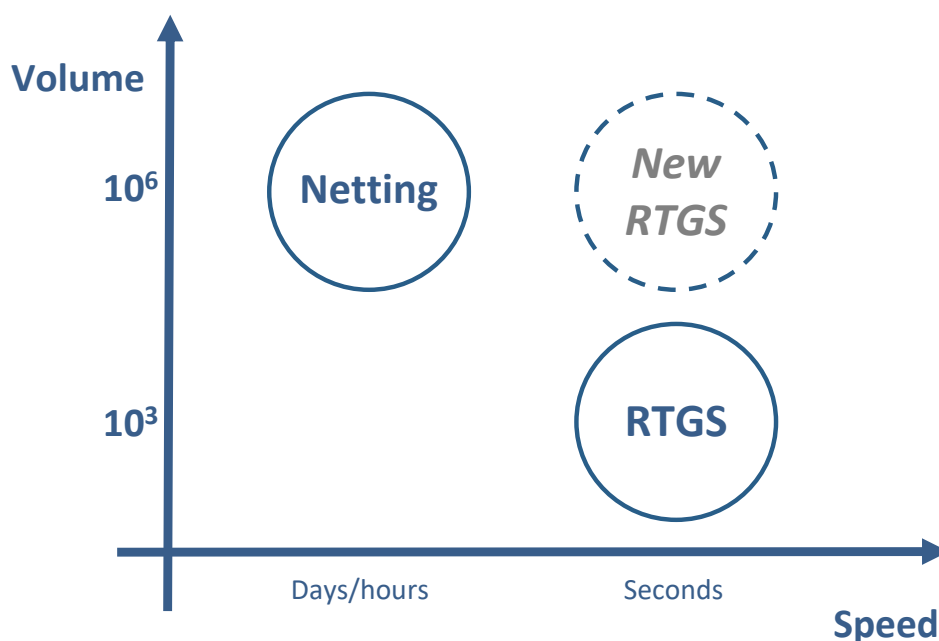 Volume
10⁶
Netting
New
RTGS
10³
RTGS
Days/hours
Seconds
Speed